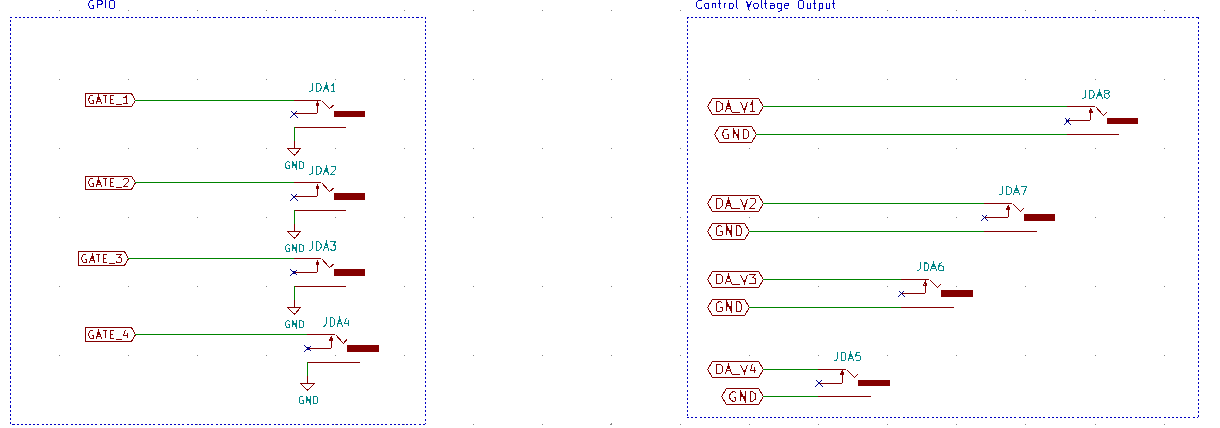 GPIO
JDA1
GATE_1
GND
JDA2
GATE_2
GND
JDA3
GATE_3
GND
JDA4
GATE_4
GND
Control Voltage Output
JDA8
DA_V1
GND
JDA7
DA_V2
GND
JDA6
DA_V3
GND
JDA5
DA_V4
GND